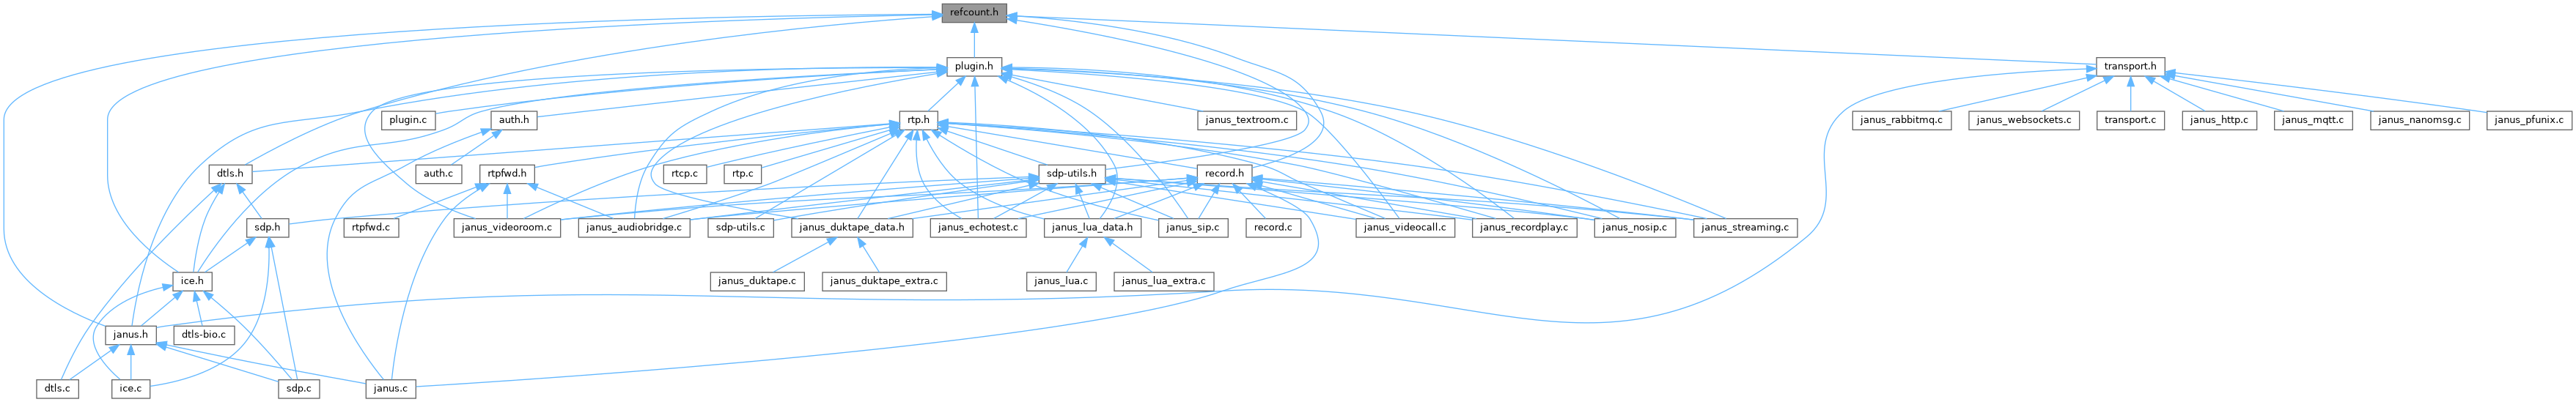 refcount.h
plugin.h
transport.h
plugin.c
auth.h
rtp.h
janus_textroom.c
janus_rabbitmq.c
janus_websockets.c
transport.c
janus_http.c
janus_mqtt.c
janus_nanomsg.c
janus_pfunix.c
dtls.h
auth.c
rtpfwd.h
rtcp.c
rtp.c
sdp-utils.h
record.h
sdp.h
rtpfwd.c
janus_videoroom.c
janus_audiobridge.c
sdp-utils.c
janus_duktape_data.h
janus_echotest.c
janus_lua_data.h
janus_sip.c
record.c
janus_videocall.c
janus_recordplay.c
janus_nosip.c
janus_streaming.c
ice.h
janus_duktape.c
janus_duktape_extra.c
janus_lua.c
janus_lua_extra.c
janus.h
dtls-bio.c
dtls.c
ice.c
sdp.c
janus.c